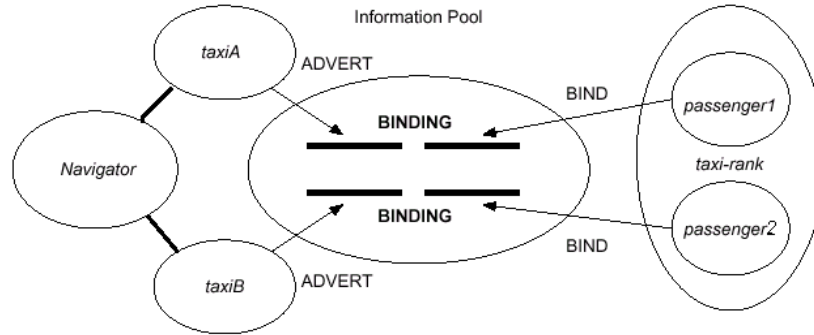 Information Pool
taxiA
ADVERT
BIND
passenger1
BINDING
Navigator
taxi-rank
BINDING
passenger2
BIND
taxiB
ADVERT